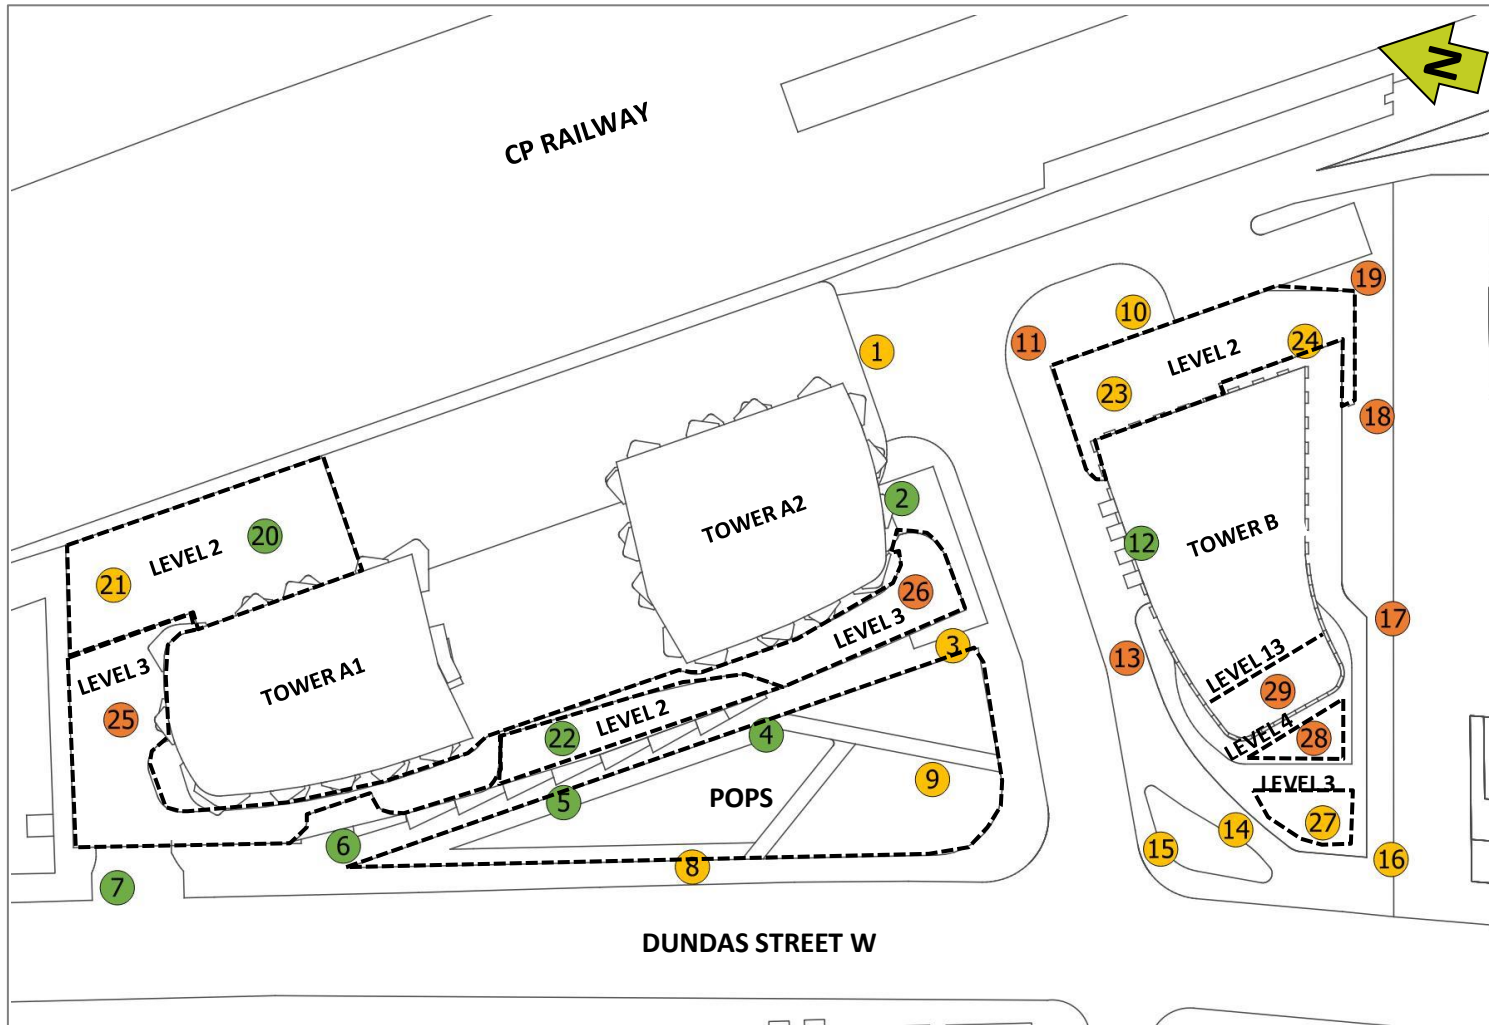 N
CP RAILWAY
19
10
11
1
24
LEVEL 2
23
18
2
TOWER A2
20
LEVEL 2
12
TOWER B
21
26
17
LEVEL 3
3
13
LEVEL 3
TOWER A1
LEVEL 13
29
25
LEVEL 2
22
4
LEVEL 4
28
9
LEVEL 3
POPS
5
27
14
6
15
16
8
7
DUNDAS STREET W